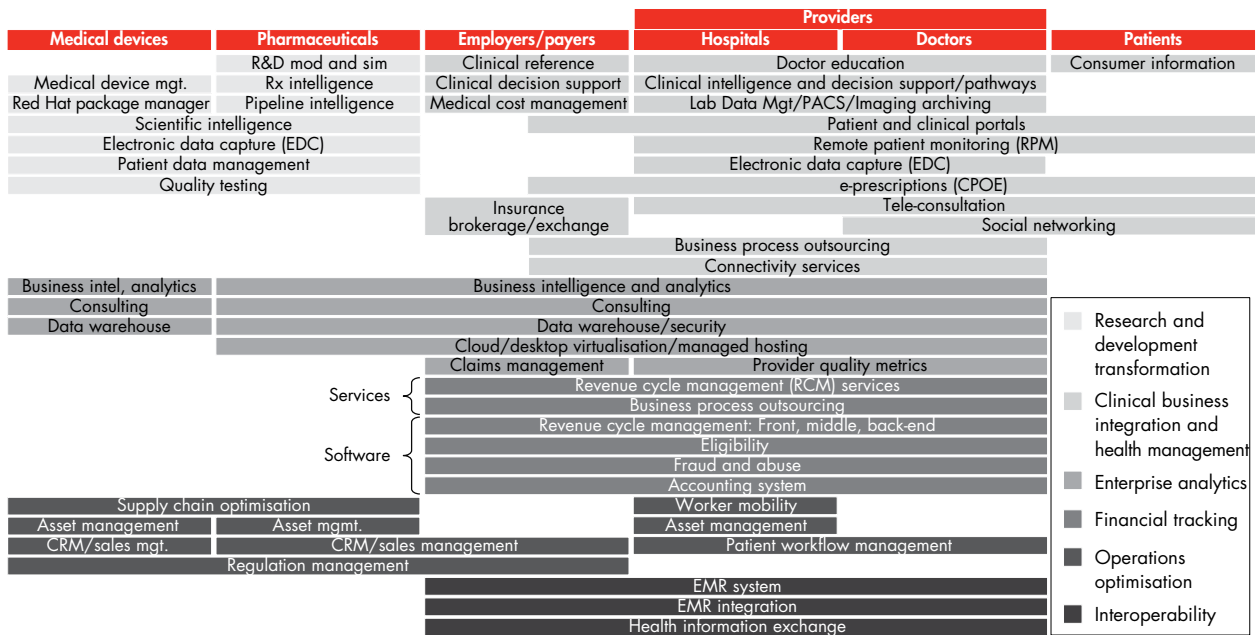 Providers
Medical devices Pharmaceuticals Employers/payers Hospitals Doctors Patients
R&D mod and sim Clinical reference Doctor education Consumer information
Medical device mgt. Rx intelligence Clinical decision support Clinical intelligence and decision support/pathways
Red Hat package manager Pipeline intelligence Medical cost management Lab Data Mgt/PACS/Imaging archiving
Scientific intelligence Patient and clinical portals
Electronic data capture (EDC) Remote patient monitoring (RPM)
Patient data management Electronic data capture (EDC)
Quality testing e-prescriptions (CPOE)
Insurance Tele-consultation
brokerage/exchange Social networking
Business process outsourcing
Connectivity services
Business intel, analytics Business intelligence and analytics
Consulting Consulting
Data warehouse Data warehouse/security
Cloud/desktop virtualisation/managed hosting
Claims management Provider quality metrics
Services
Revenue cycle management (RCM) services
Business process outsourcing
Software
Revenue cycle management: Front, middle, back-end
Eligibility
Fraud and abuse
Accounting system
Supply chain optimisation Worker mobility
Asset management Asset mgmt. Asset management
CRM/sales mgt. CRM/sales management Patient workflow management
Regulation management
EMR system
EMR integration
Health information exchange
Research and
development
transformation
Clinical business
integration and
health management
Enterprise analytics
Financial tracking
Operations
optimisation
Interoperability